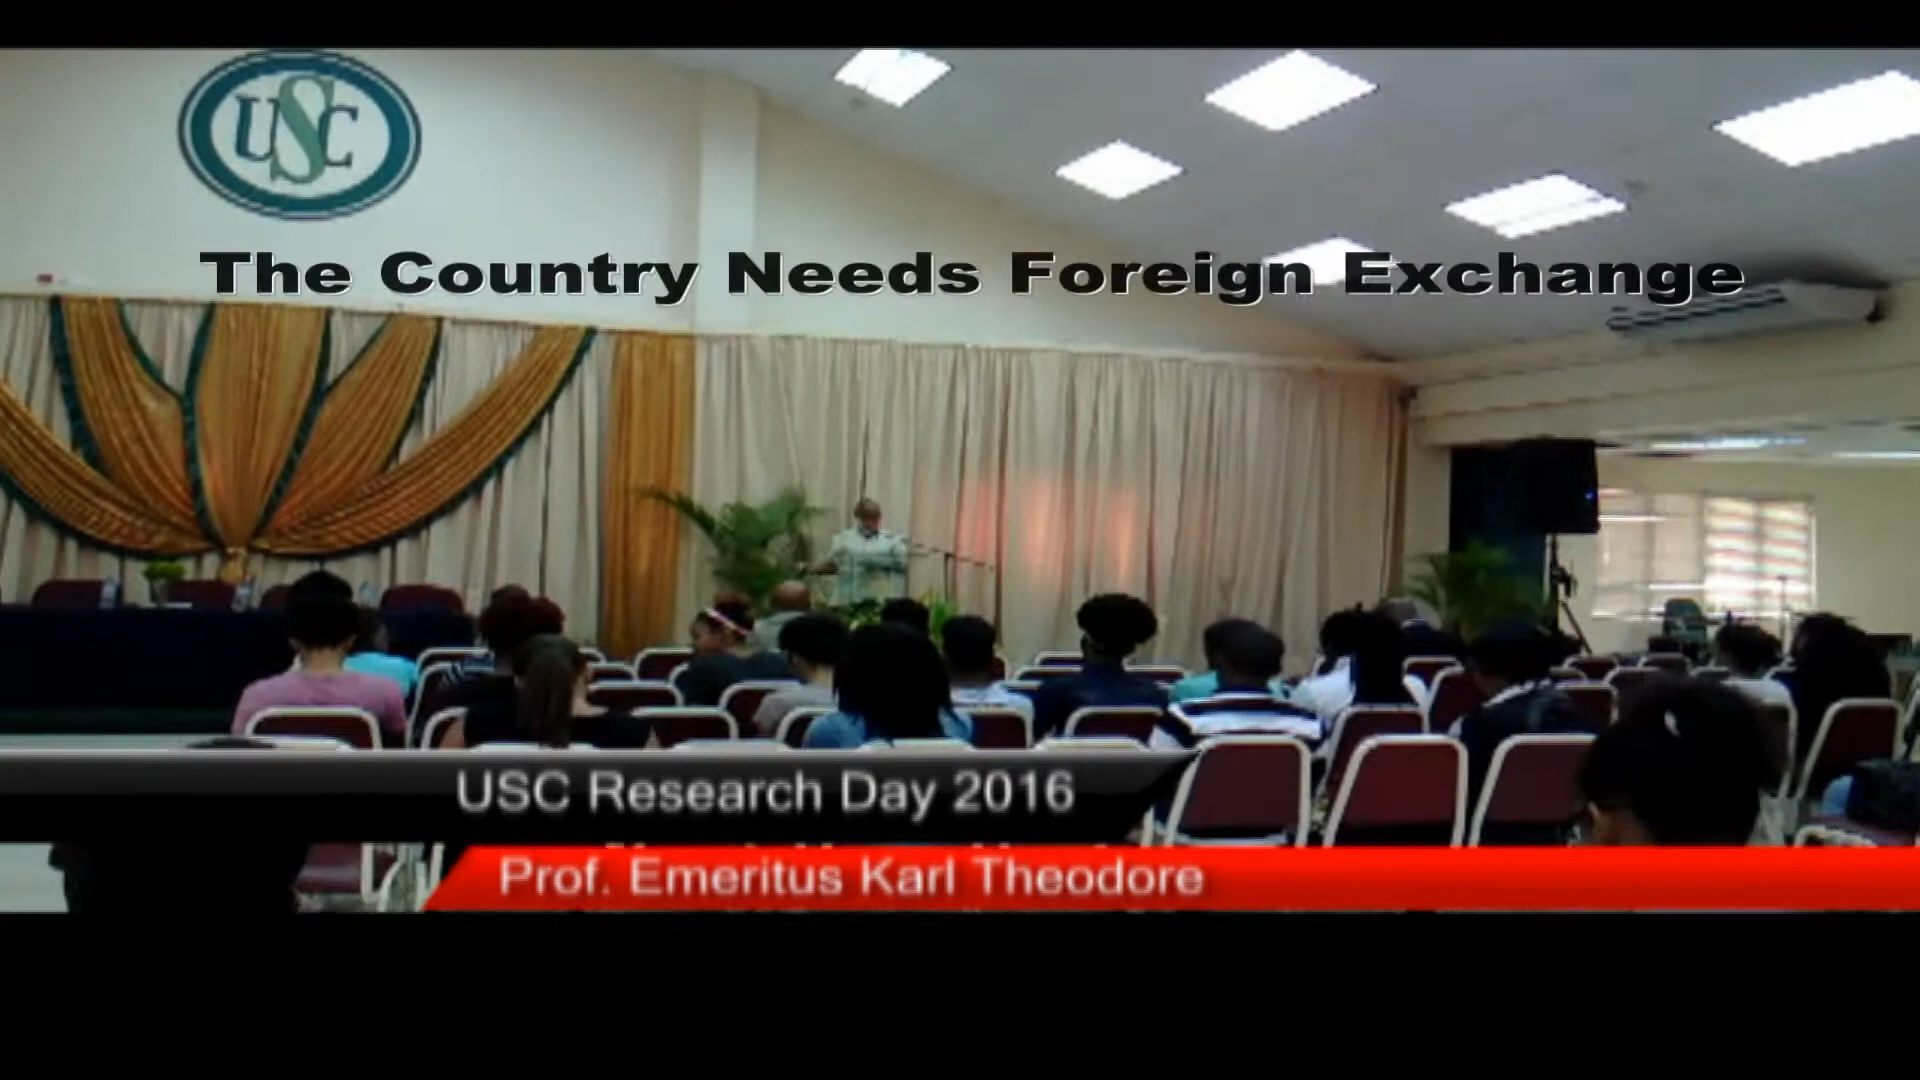 USC
The Country Needs Foreign Exchange
USC Research Day 2016
Prof. Emeritus Karl Theodore